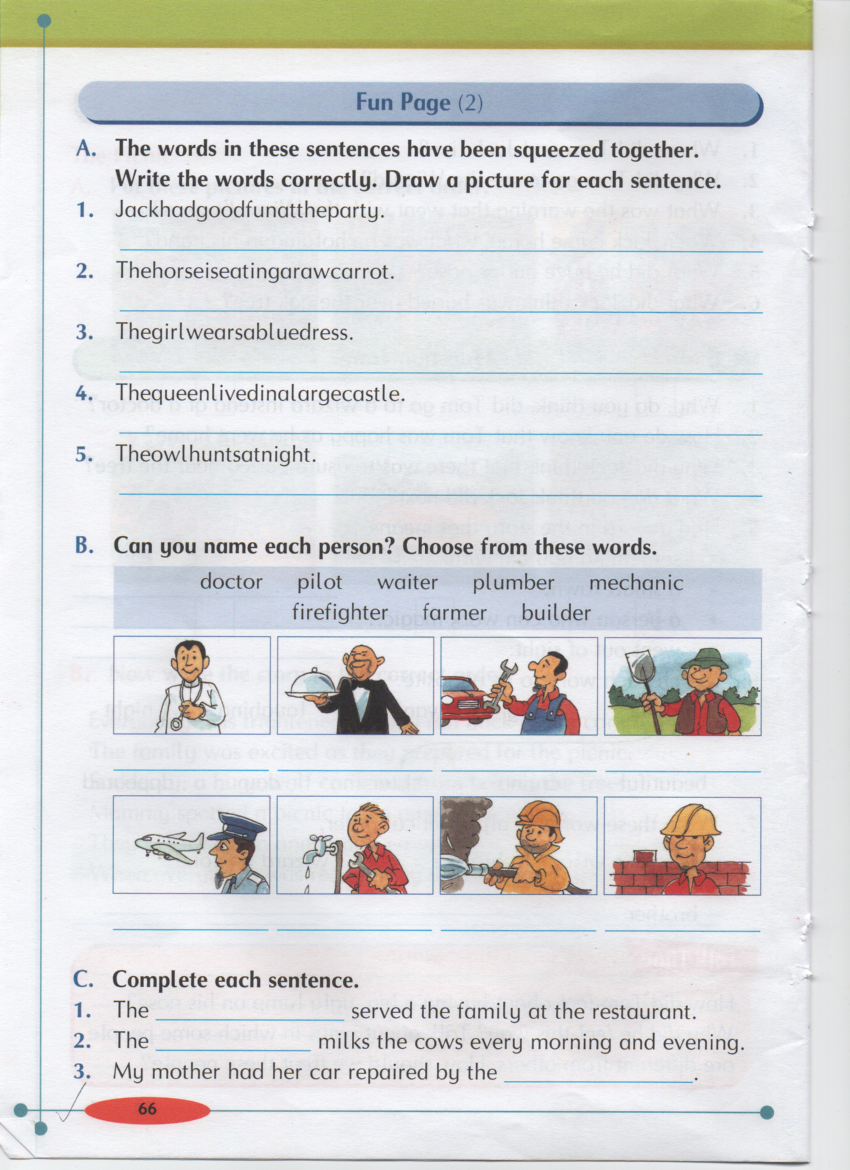 Fun Page (2)
A. The words in these sentences have been squeezed together.
Write the words correctly. Draw a picture for each sentence.
1. Jackhadgoodfunattheparty.
2. Thehorseiseatingarawcarrot.
3. Thegirlwearsabluedress.
4. Thequeenlivedinalargecastle.
5. Theowlhuntsatnight.
B. Can you name each person? Choose from these words.
doctor pilot waiter plumber mechanic
firefighter farmer builder
C. Complete each sentence.
1. The ____________ served the family at the restaurant.
2. The ____________ milks the cows every morning and evening.
3. My mother had her car repaired by the ____________.
66